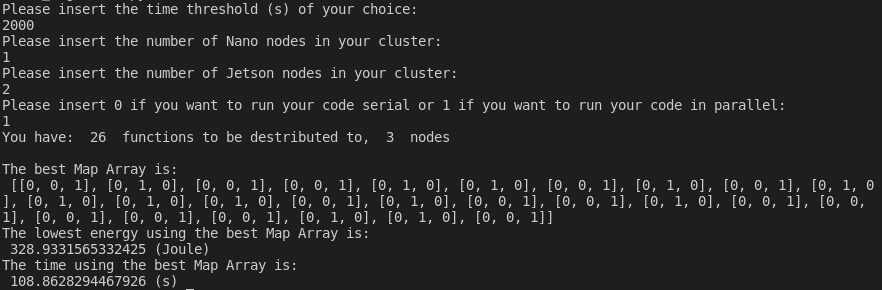 Please insert the time threshold (s) of your choice:
2000
Please insert the number of Nano nodes in your cluster:
1
Please insert the number of Jetson nodes in your cluster:
2
Please insert 0 if you want to run your code serial or 1 if you want to run your code in parallel:
1
You have:  26  functions to be destributed to,  3  nodes

The best Map Array is:
 [[0, 0, 1], [0, 1, 0], [0, 0, 1], [0, 0, 1], [0, 1, 0], [0, 1, 0], [0, 0, 1], [0, 1, 0], [0, 0, 1], [0, 1, 0
], [0, 1, 0], [0, 1, 0], [0, 1, 0], [0, 0, 1], [0, 1, 0], [0, 0, 1], [0, 0, 1], [0, 1, 0], [0, 0, 1], [0, 0,
1], [0, 0, 1], [0, 0, 1], [0, 0, 1], [0, 1, 0], [0, 1, 0], [0, 0, 1]]
The lowest energy using the best Map Array is:
 328.9331565332425 (Joule)
The time using the best Map Array is:
 108.8628294467926 (s)